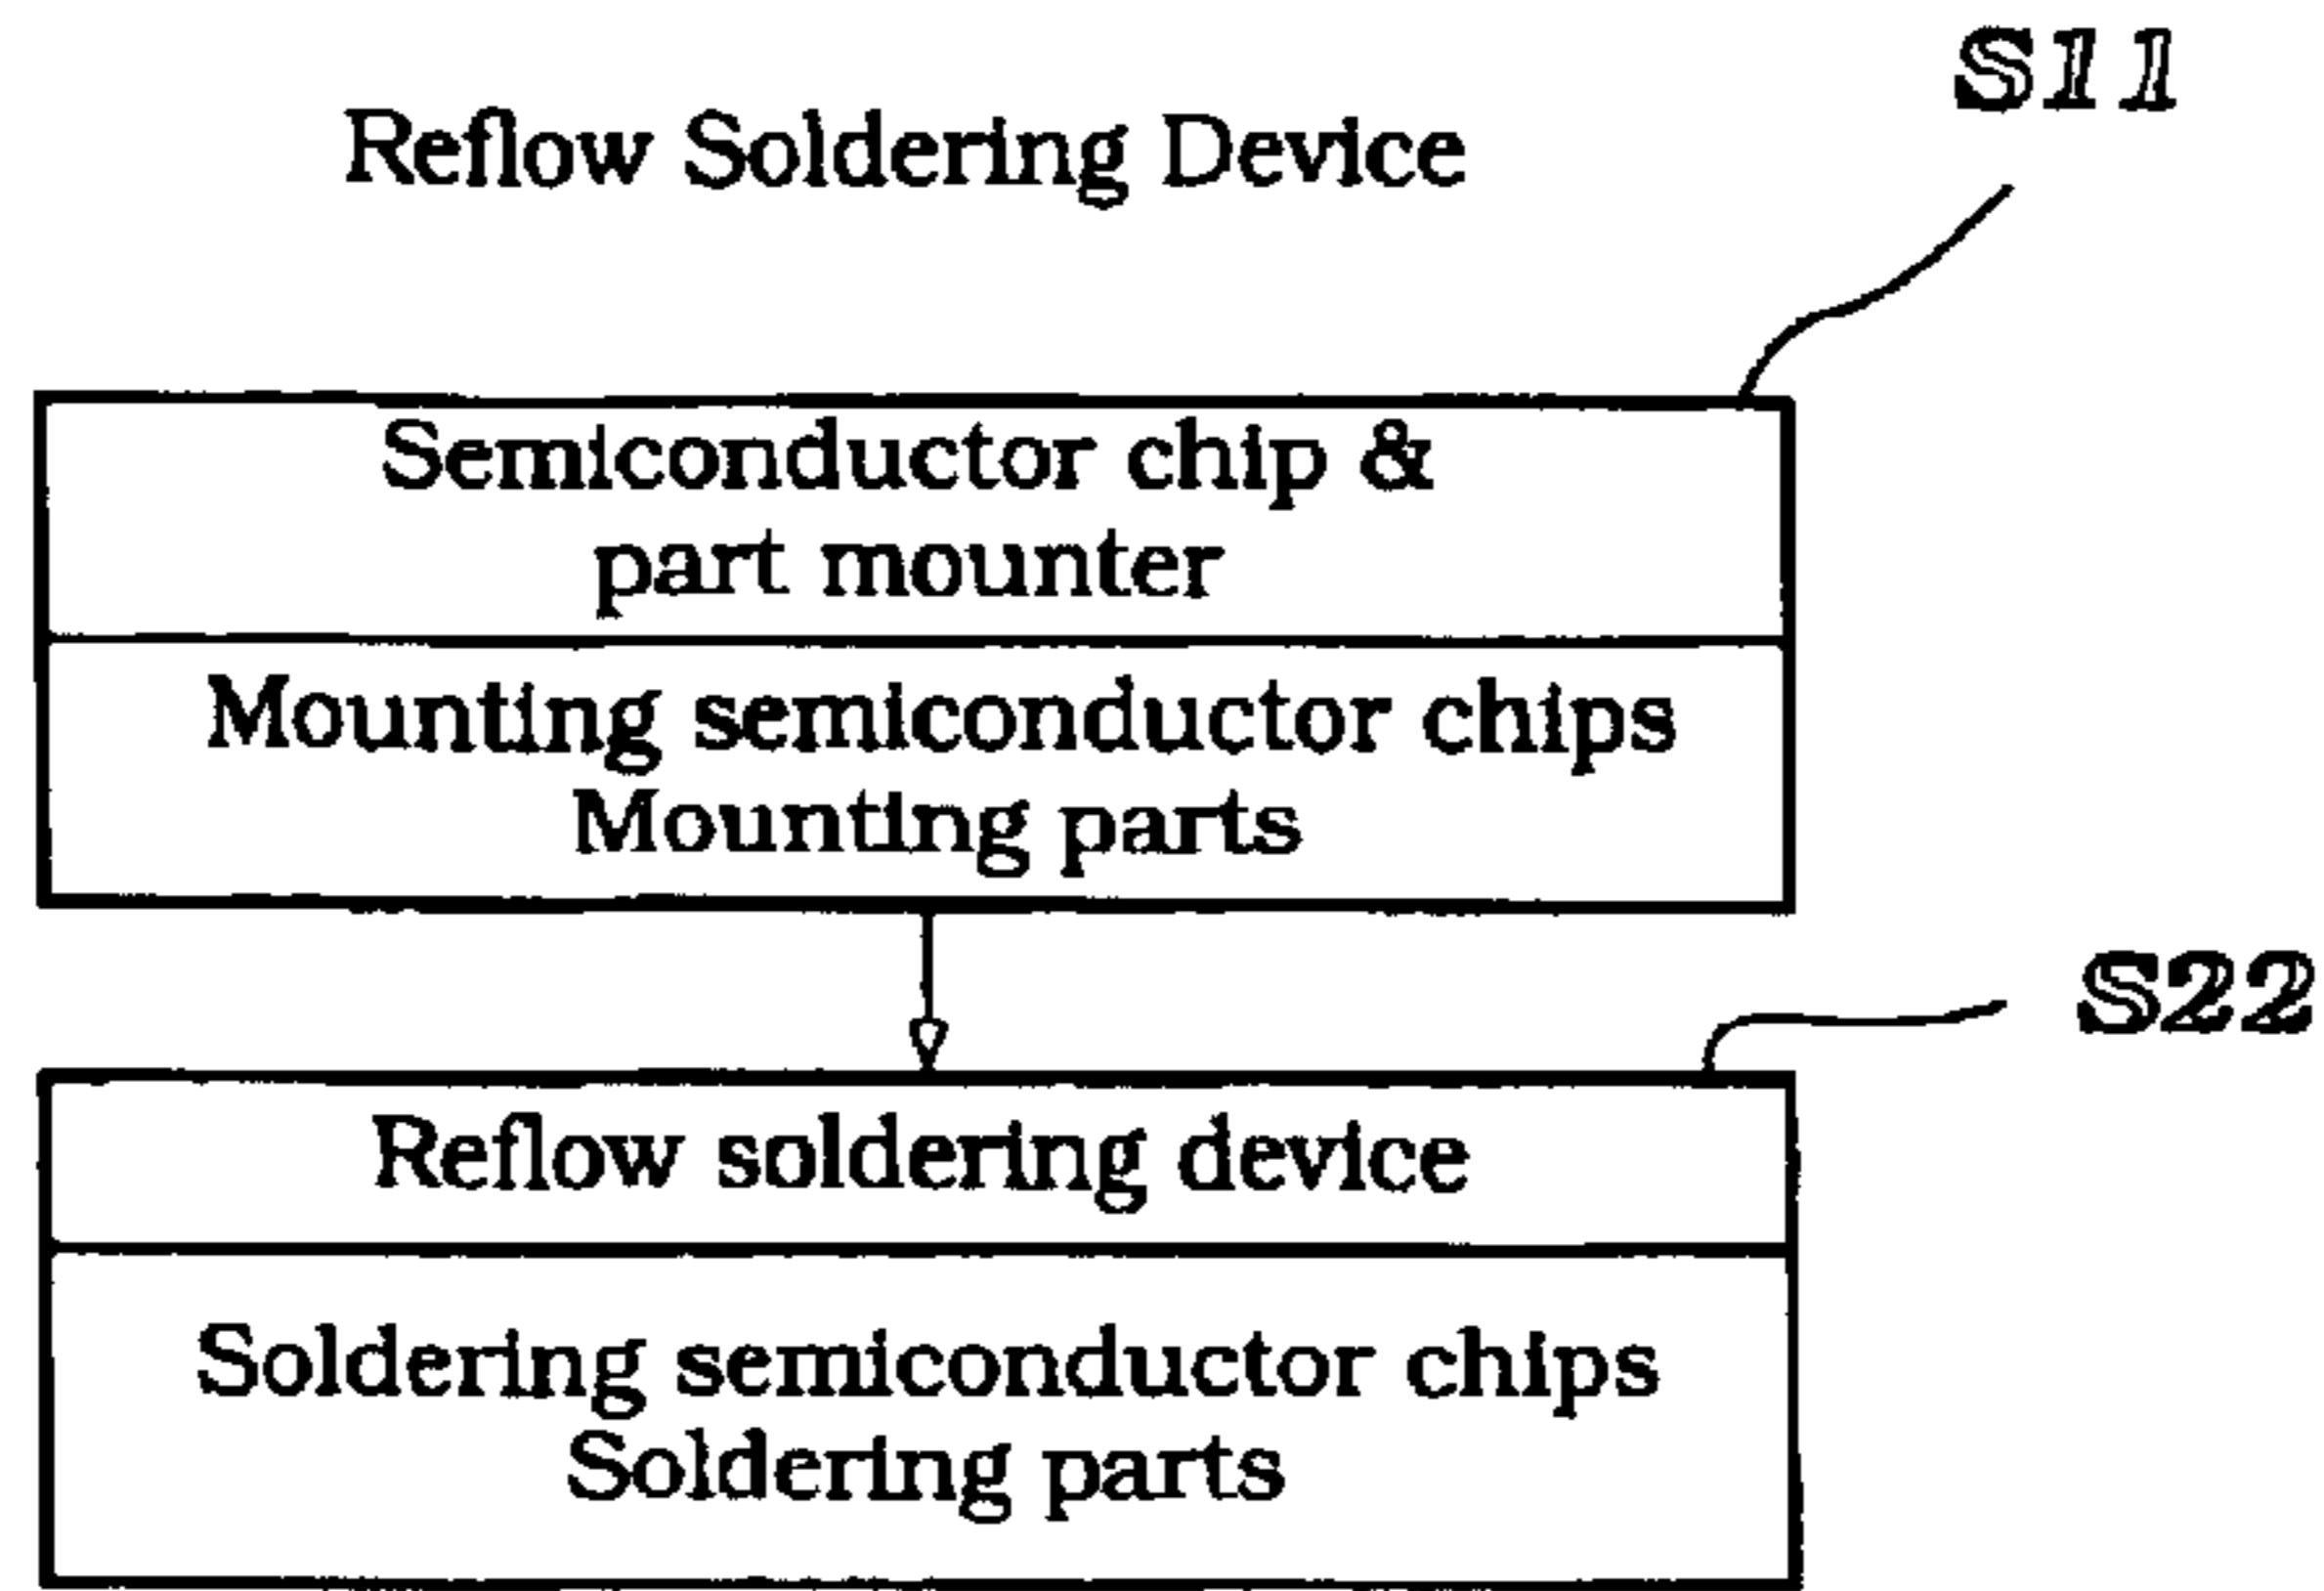 S11
Reflow Soldering Device
Semiconductor chip &
part mounter
Mounting semiconductor chips
Mounting parts
S22
Reflow soldering device
Soldering semiconductor chips
Soldering parts